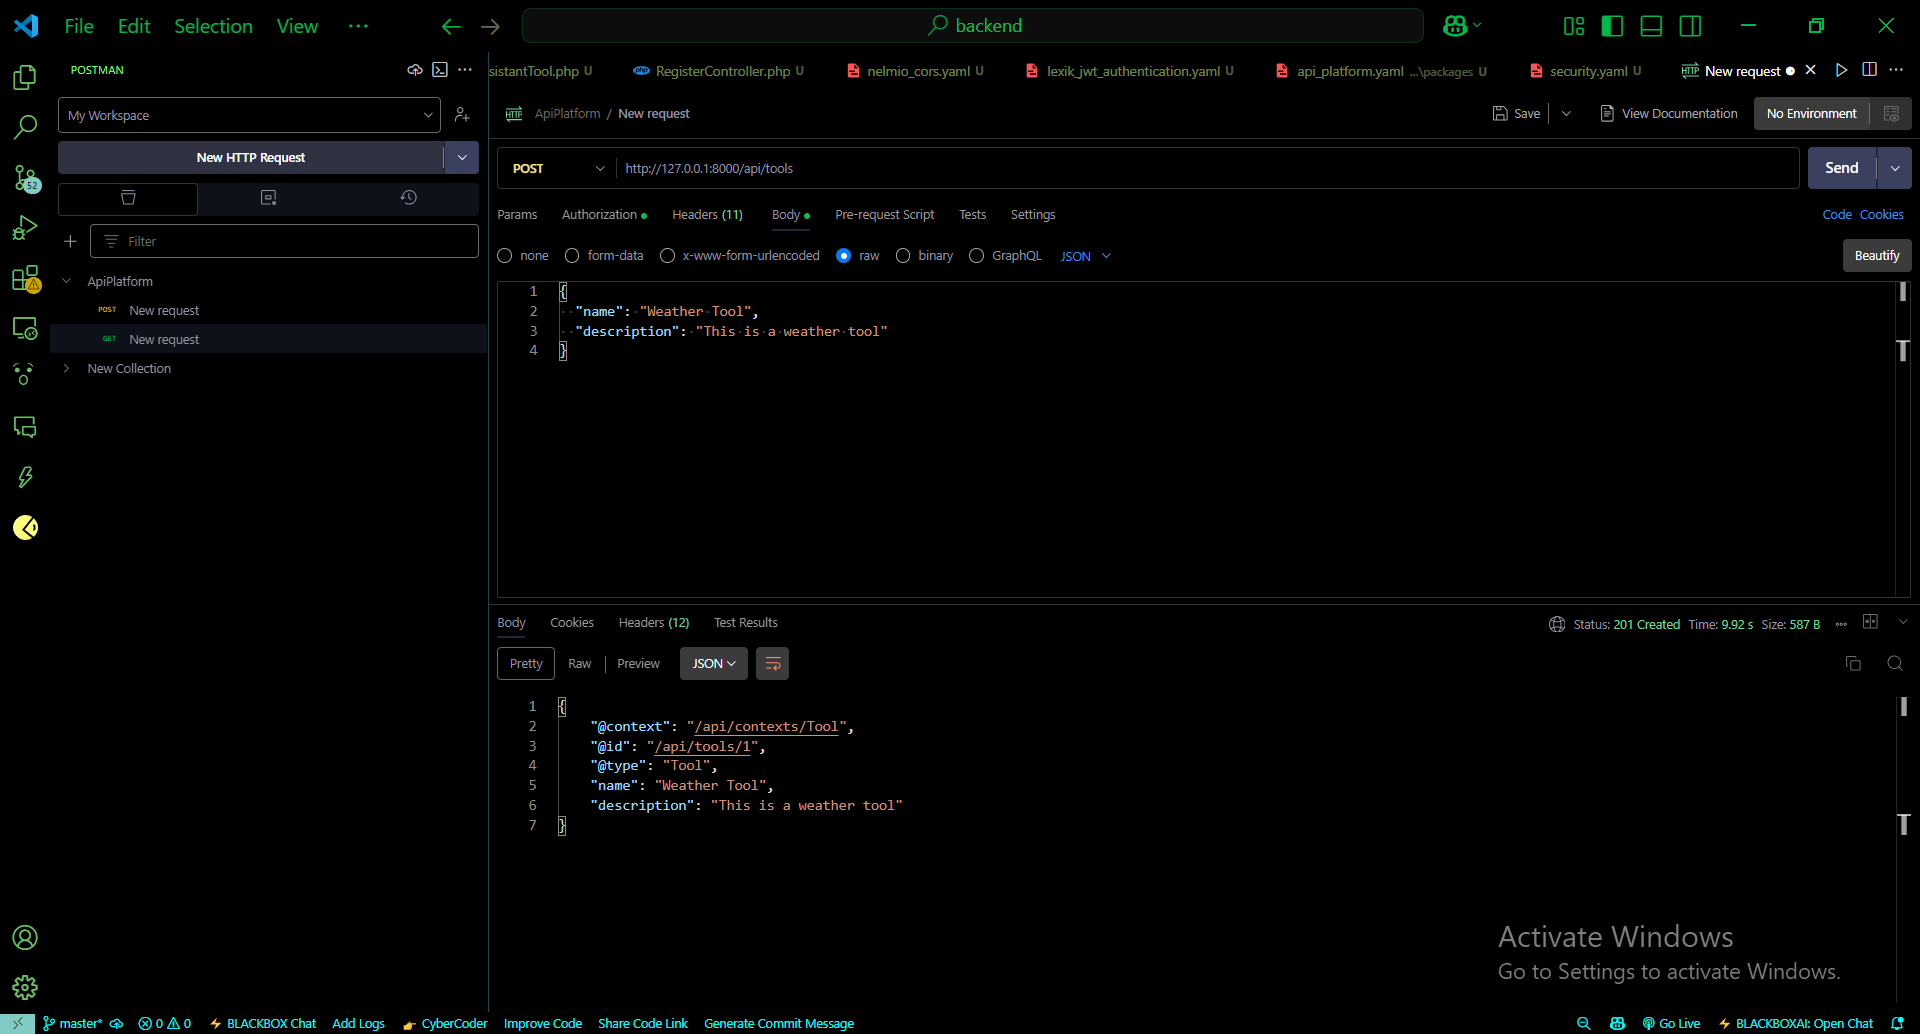 File Edit Selection View ··· backend
POSTMAN
sistantTool.php U RegisterController.php U nelmio_cors.yaml U lexik_jwt_authentication.yaml U api_platform.yaml ...\packages U security.yaml U New request
My Workspace
New HTTP Request
52
Filter
ApiPlatform
POST New request
GET New request
New Collection
ApiPlatform / New request
Save View Documentation No Environment
POST http://127.0.0.1:8000/api/tools Send
Params Authorization Headers (11) Body Pre-request Script Tests Settings Code Cookies
none form-data x-www-form-urlencoded raw binary GraphQL JSON Beautify
1 {
2 "name": "Weather Tool",
3 "description": "This is a weather tool"
4 }
Body Cookies Headers (12) Test Results Status: 201 Created Time: 9.92 s Size: 587 B
Pretty Raw Preview JSON
1 {
2 "@context": "/api/contexts/Tool",
3 "@id": "/api/tools/1",
4 "@type": "Tool",
5 "name": "Weather Tool",
6 "description": "This is a weather tool"
7 }
Activate Windows
Go to Settings to activate Windows.
master* 0 0 BLACKBOX Chat Add Logs CyberCoder Improve Code Share Code Link Generate Commit Message Go Live BLACKBOXAI: Open Chat